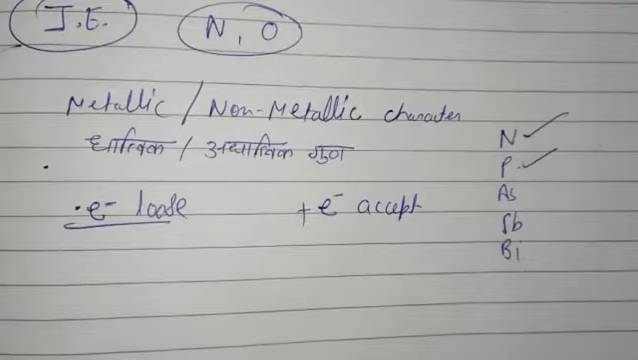 I.E. N, O
Metallic / Non-Metallic character
धात्विक / अधात्विक गुण
• e- loose + e- accept
N ✓
P ✓
As
Sb
Bi